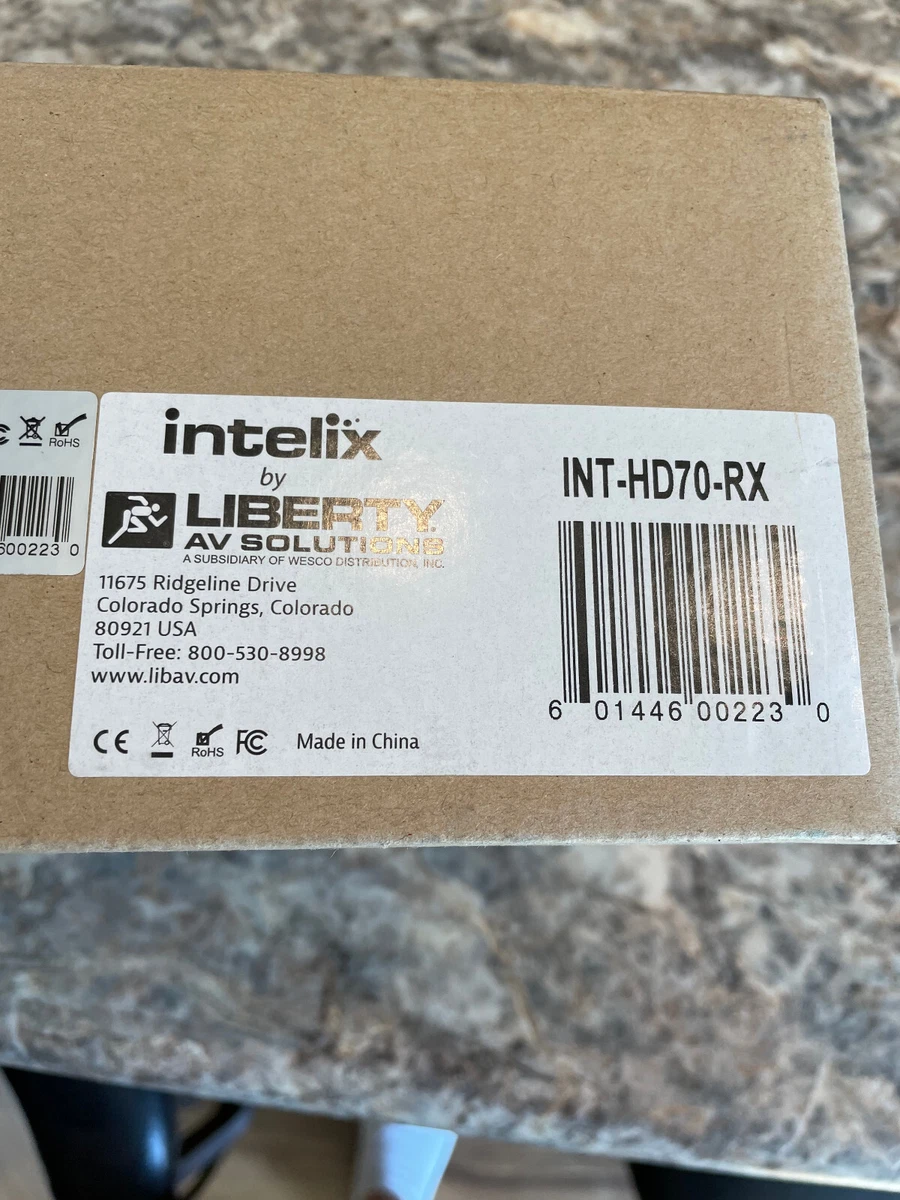 RoHS
600223 0
intelix
by
LIBERTY
AV SOLUTIONS
A SUBSIDIARY OF WESCO DISTRIBUTION, INC.
11675 Ridgeline Drive
Colorado Springs, Colorado
80921 USA
Toll-Free: 800-530-8998
www.libav.com
CE RoHS FC Made in China
INT-HD70-RX
6 01446 00223 0